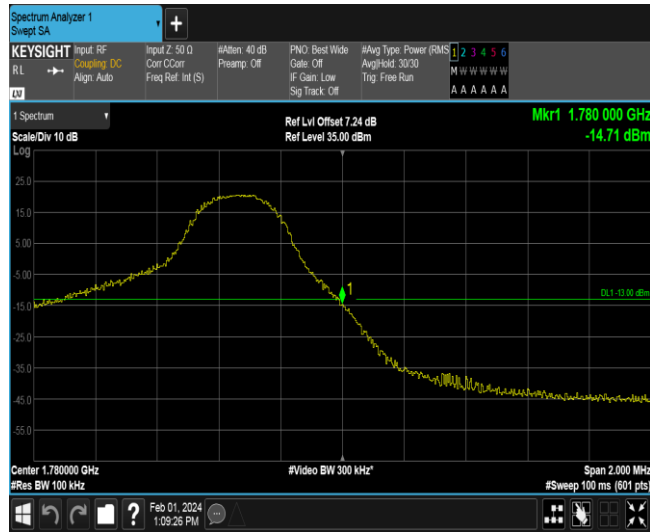 Spectrum Analyzer 1
Swept SA
+
KEYSIGHT Input: RF Input Z: 50 Ω #Atten: 40 dB PNO: Best Wide #Avg Type: Power (RMS 1 2 3 4 5 6
RL Coupling: DC Corr CCorr Preamp: Off Gate: Off Avg|Hold: 30/30 M W W W W W
Align: Auto Freq Ref: Int (S) IF Gain: Low Trig: Free Run
LXI Sig Track: Off A A A A A A
1 Spectrum Ref Lvl Offset 7.24 dB Mkr1 1.780 000 GHz
Scale/Div 10 dB Ref Level 35.00 dBm -14.71 dBm
Log
25.0
15.0
5.00
-5.00
1
DL1 -13.00 dBm
-15.0
-25.0
-35.0
-45.0
-55.0
Center 1.780000 GHz #Video BW 300 kHz* Span 2.000 MHz
#Res BW 100 kHz #Sweep 100 ms (601 pts)
? Feb 01, 2024
1:09:26 PM